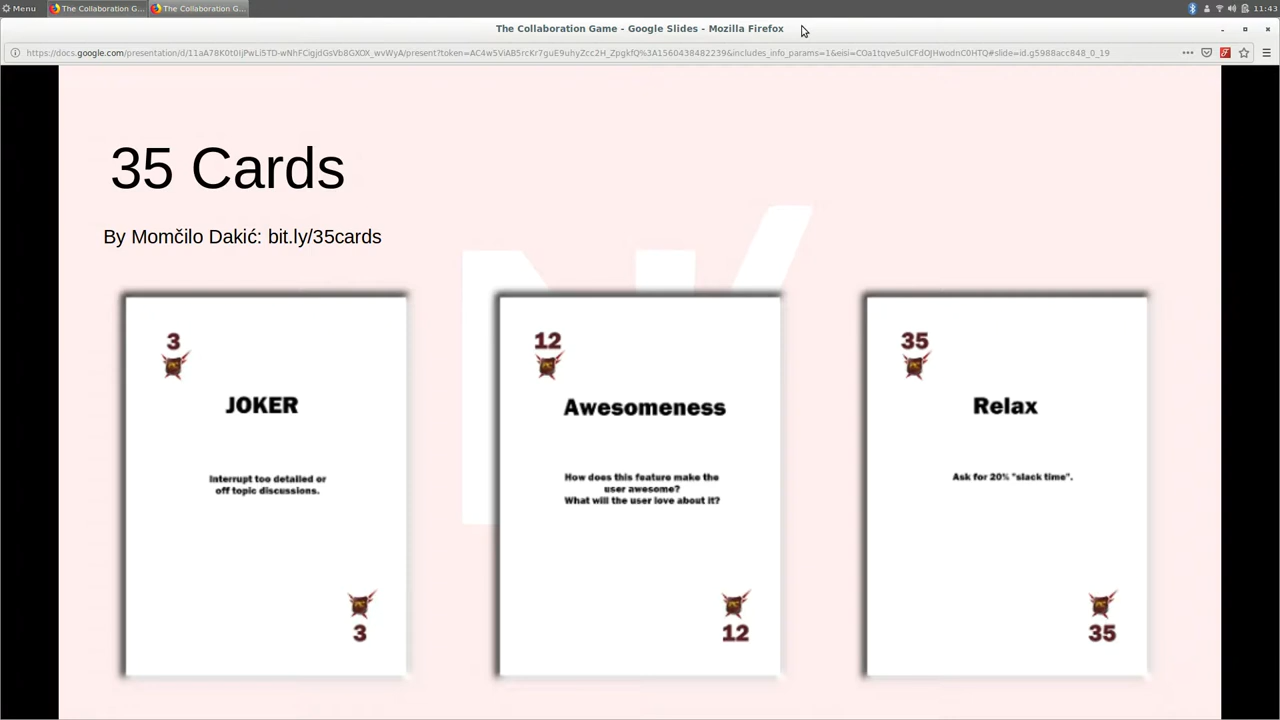 Menu
The Collaboration G...
The Collaboration G...
11:43
The Collaboration Game - Google Slides - Mozilla Firefox
35 Cards
By Momčilo Dakić: bit.ly/35cards
3
JOKER
Interrupt too detailed or
off topic discussions.
3
12
Awesomeness
How does this feature make the
user awesome?
What will the user love about it?
12
35
Relax
Ask for 20% "slack time".
35